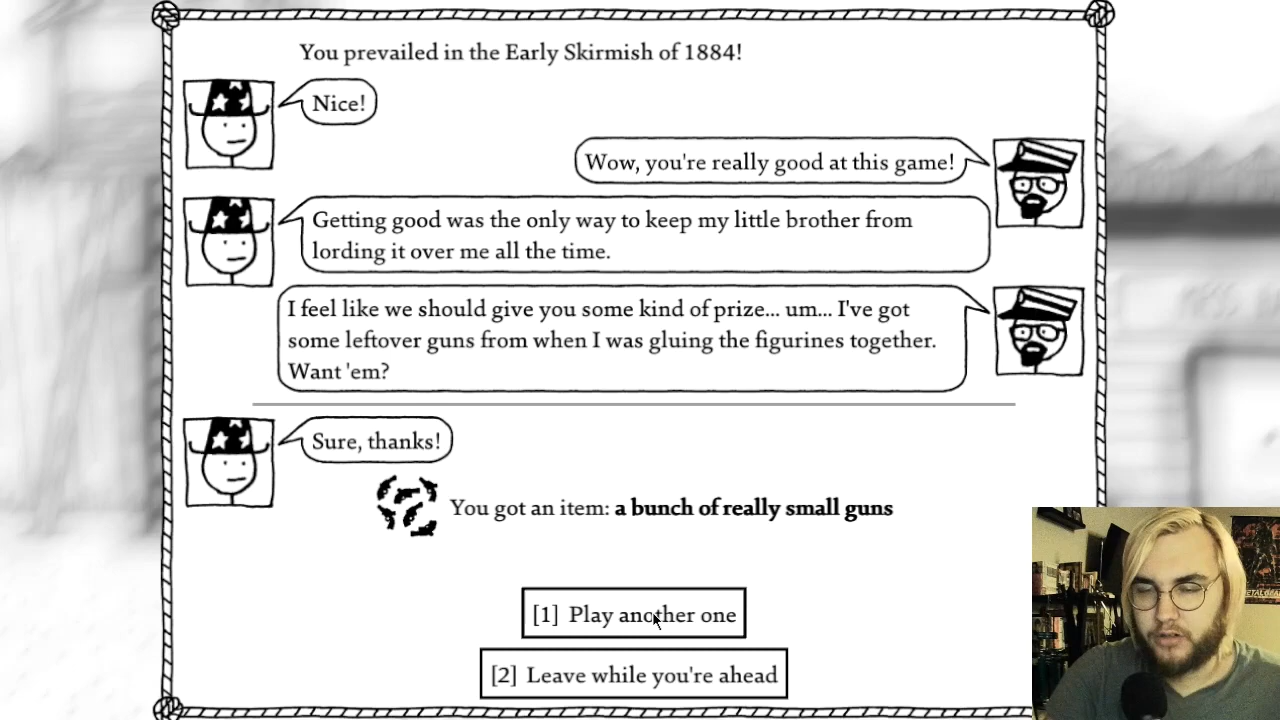 You prevailed in the Early Skirmish of 1884!
Nice!
Wow, you're really good at this game!
Getting good was the only way to keep my little brother from
lording it over me all the time.
I feel like we should give you some kind of prize... um... I've got
some leftover guns from when I was gluing the figurines together.
Want 'em?
Sure, thanks!
You got an item: a bunch of really small guns
[1] Play another one
[2] Leave while you're ahead